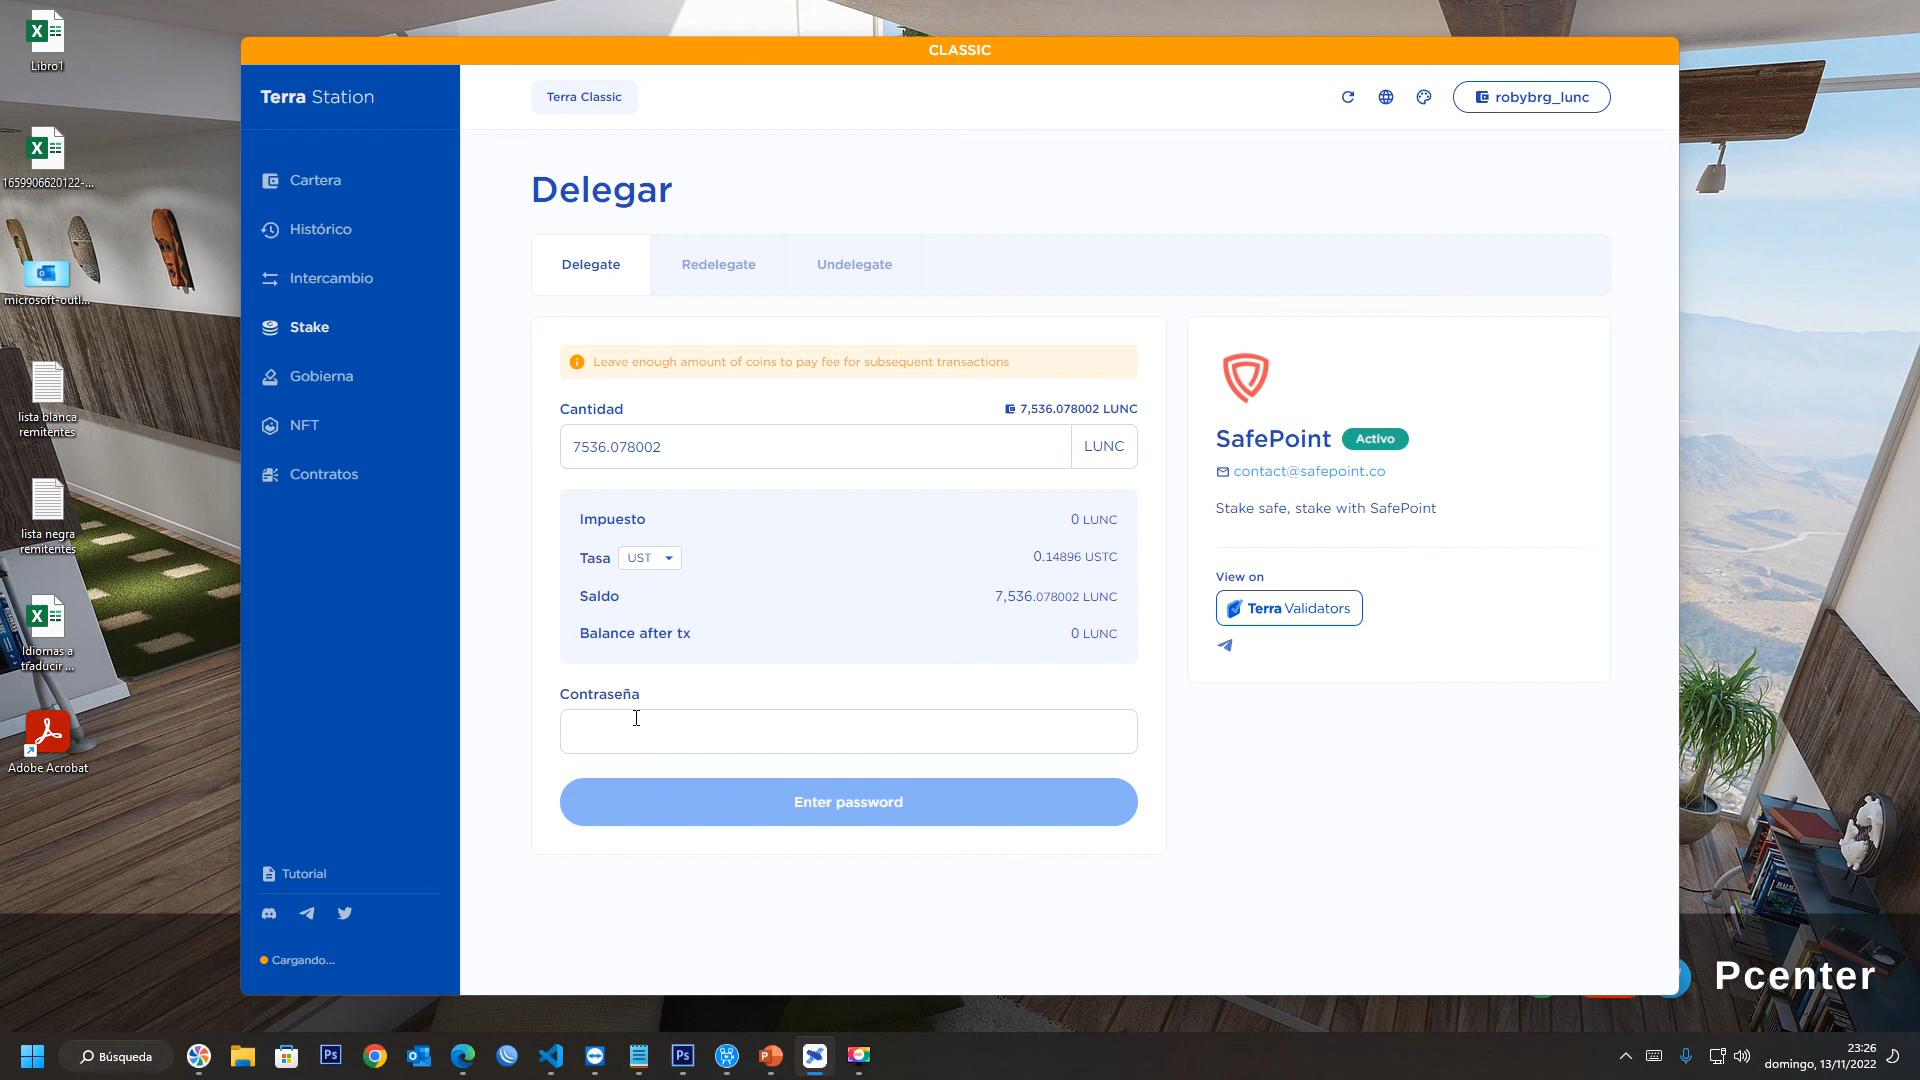 CLASSIC
Terra Station
Terra Classic
robybrg_lunc
Cartera
Histórico
Intercambio
Stake
Gobierna
NFT
Contratos
Tutorial
Cargando...
Delegar
Delegate
Redelegate
Undelegate
Leave enough amount of coins to pay fee for subsequent transactions
Cantidad
7,536.078002 LUNC
7536.078002
LUNC
Impuesto
0 LUNC
Tasa
UST
0.14896 USTC
Saldo
7,536.078002 LUNC
Balance after tx
0 LUNC
Contraseña
Enter password
SafePoint
Activo
contact@safepoint.co
Stake safe, stake with SafePoint
View on
Terra Validators
Libro1
1659906620122-...
microsoft-outl...
lista blanca
remitentes
lista negra
remitentes
Idiomas a
traducir ...
Adobe Acrobat
Pcenter
Búsqueda
Ps
Ps
23:26
domingo, 13/11/2022